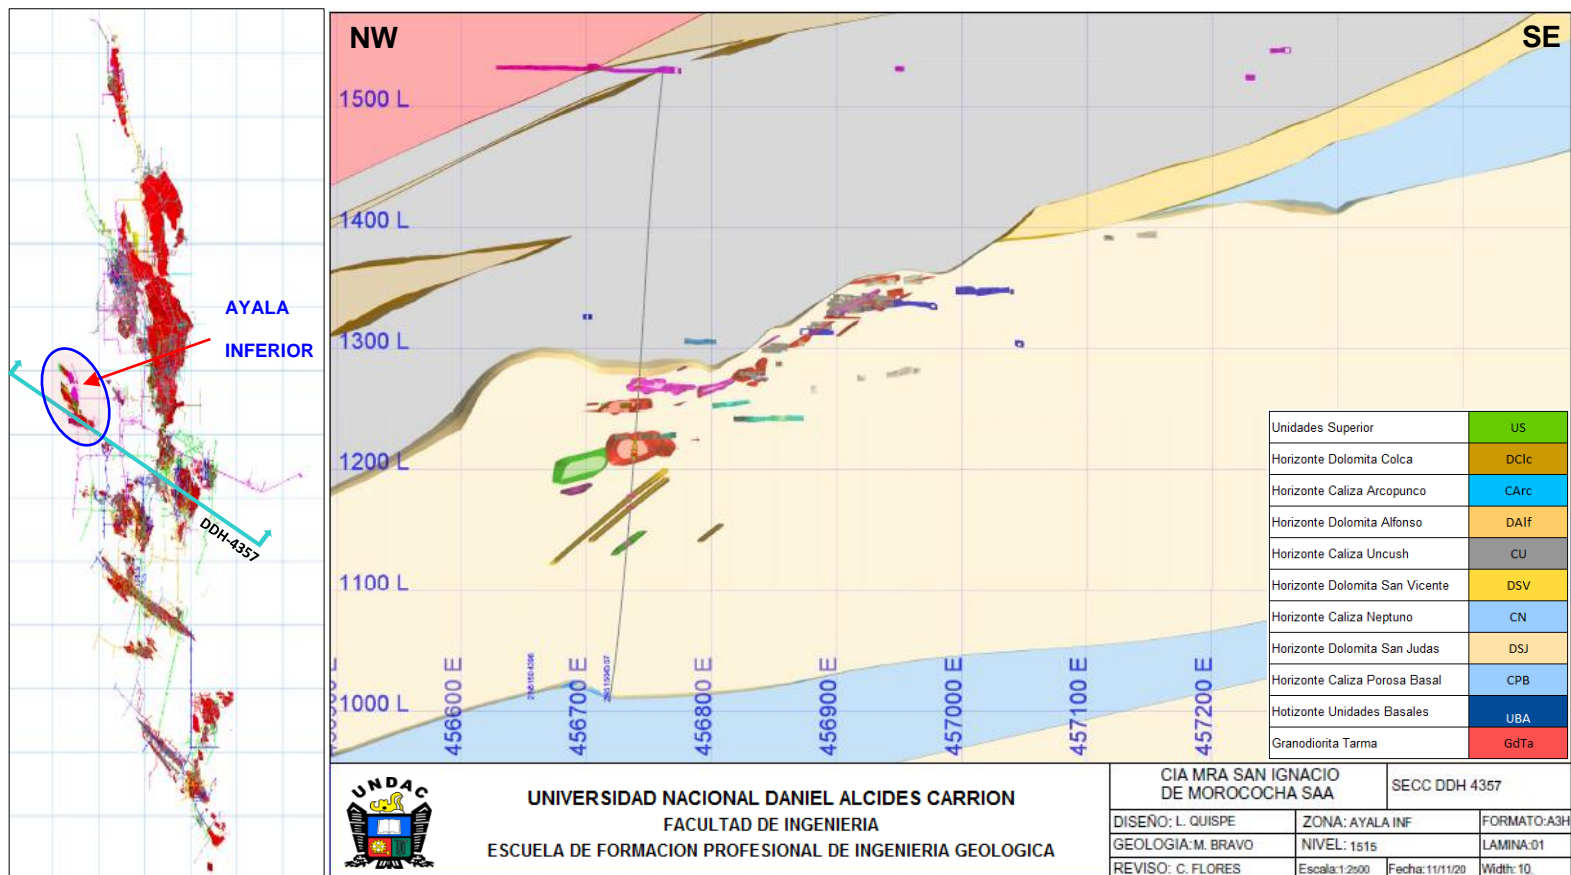 AYALA
INFERIOR
DDH-4357
NW
SE
1500 L
1400 L
1300 L
1200 L
1100 L
1000 L
456600 E
456700 E
456800 E
456900 E
457000 E
457100 E
457200 E
Unidades Superior US
Horizonte Dolomita Colca DClc
Horizonte Caliza Arcopunco CArc
Horizonte Dolomita Alfonso DAlf
Horizonte Caliza Uncush CU
Horizonte Dolomita San Vicente DSV
Horizonte Caliza Neptuno CN
Horizonte Dolomita San Judas DSJ
Horizonte Caliza Porosa Basal CPB
Hotizonte Unidades Basales UBA
Granodiorita Tarma GdTa
UNDAC
UNIVERSIDAD NACIONAL DANIEL ALCIDES CARRION
FACULTAD DE INGENIERIA
ESCUELA DE FORMACION PROFESIONAL DE INGENIERIA GEOLOGICA
CIA MRA SAN IGNACIO
DE MOROCOCHA SAA
SECC DDH 4357
DISEÑO: L. QUISPE ZONA: AYALA INF FORMATO:A3H
GEOLOGIA:M. BRAVO NIVEL: 1515 LAMINA:01
REVISO: C. FLORES Escala:1:2500 Fecha:11/11/20 Width: 10.